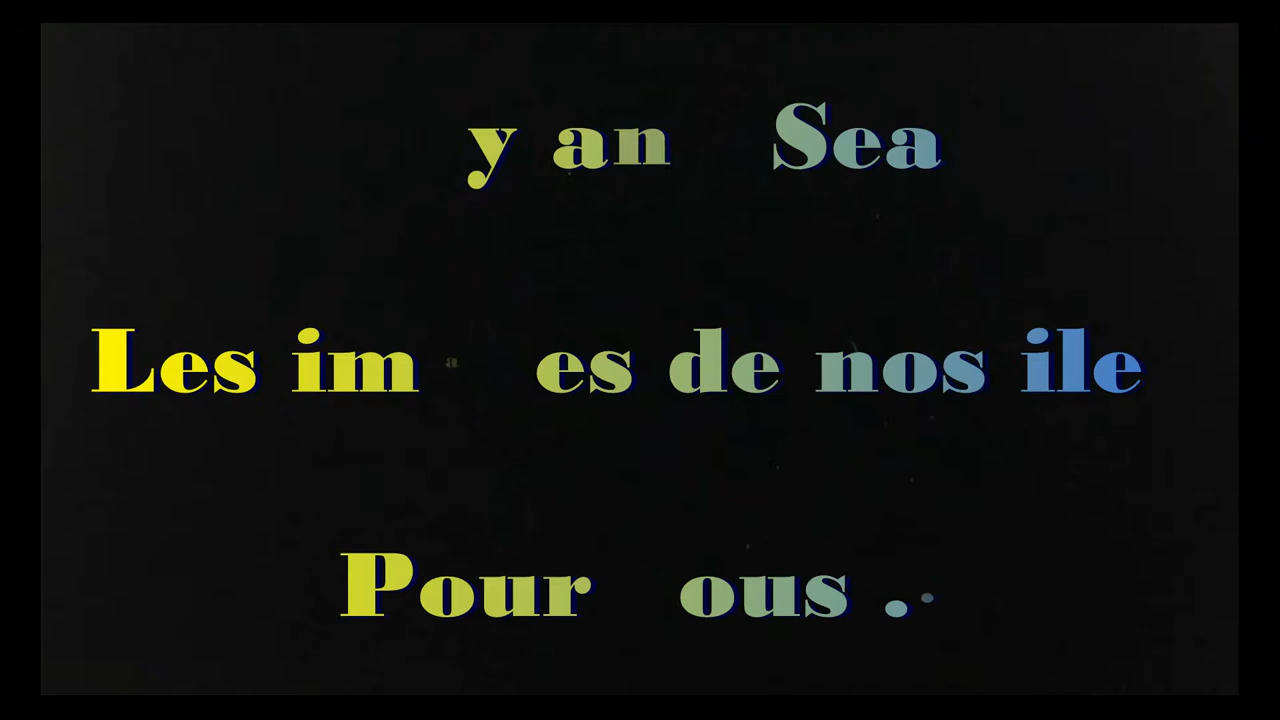 y an Sea
Les im a es de nos ile
Pour ous . .